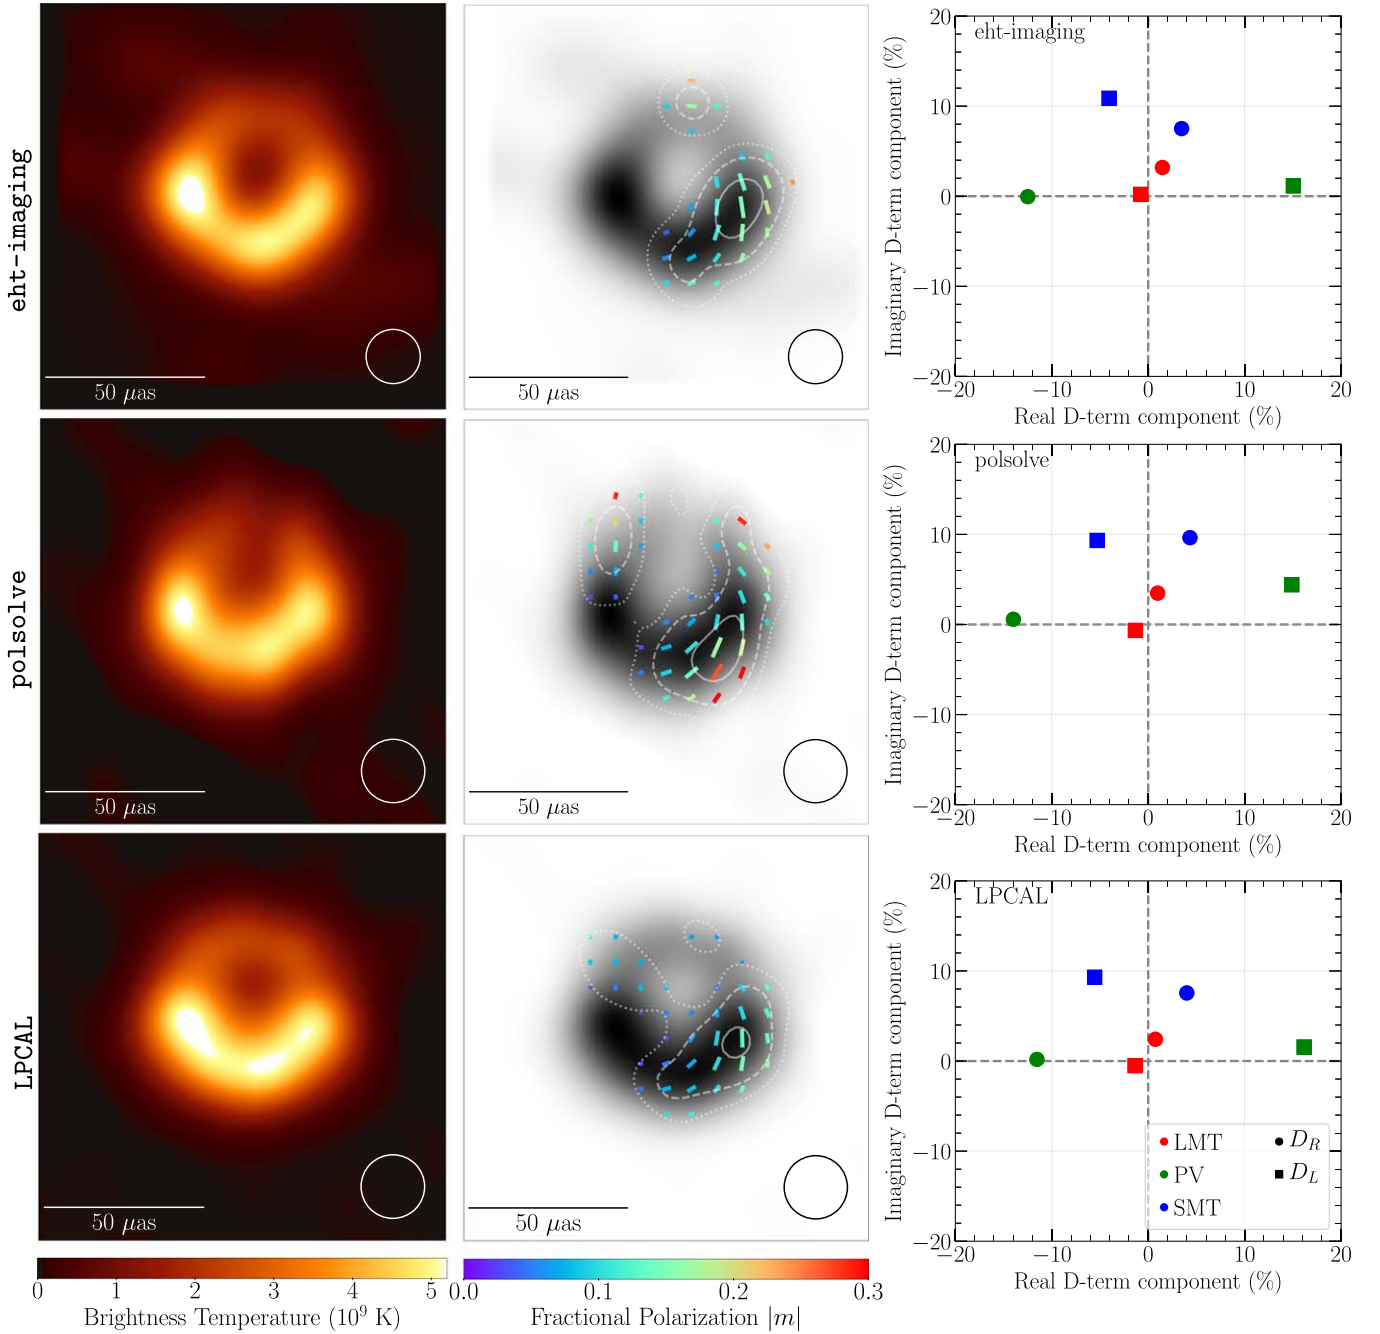 eht-imaging
50 μas
50 μas
eht-imaging
Imaginary D-term component (%)
20
10
0
−10
−20
−20
−10
0
10
20
Real D-term component (%)
polsolve
50 μas
50 μas
polsolve
Imaginary D-term component (%)
20
10
0
−10
−20
−20
−10
0
10
20
Real D-term component (%)
LPCAL
50 μas
50 μas
LPCAL
Imaginary D-term component (%)
20
10
0
−10
−20
−20
−10
0
10
20
Real D-term component (%)
LMT
PV
SMT
D_R
D_L
0 1 2 3 4 5
Brightness Temperature (10⁹ K)
0.0 0.1 0.2 0.3
Fractional Polarization |m|